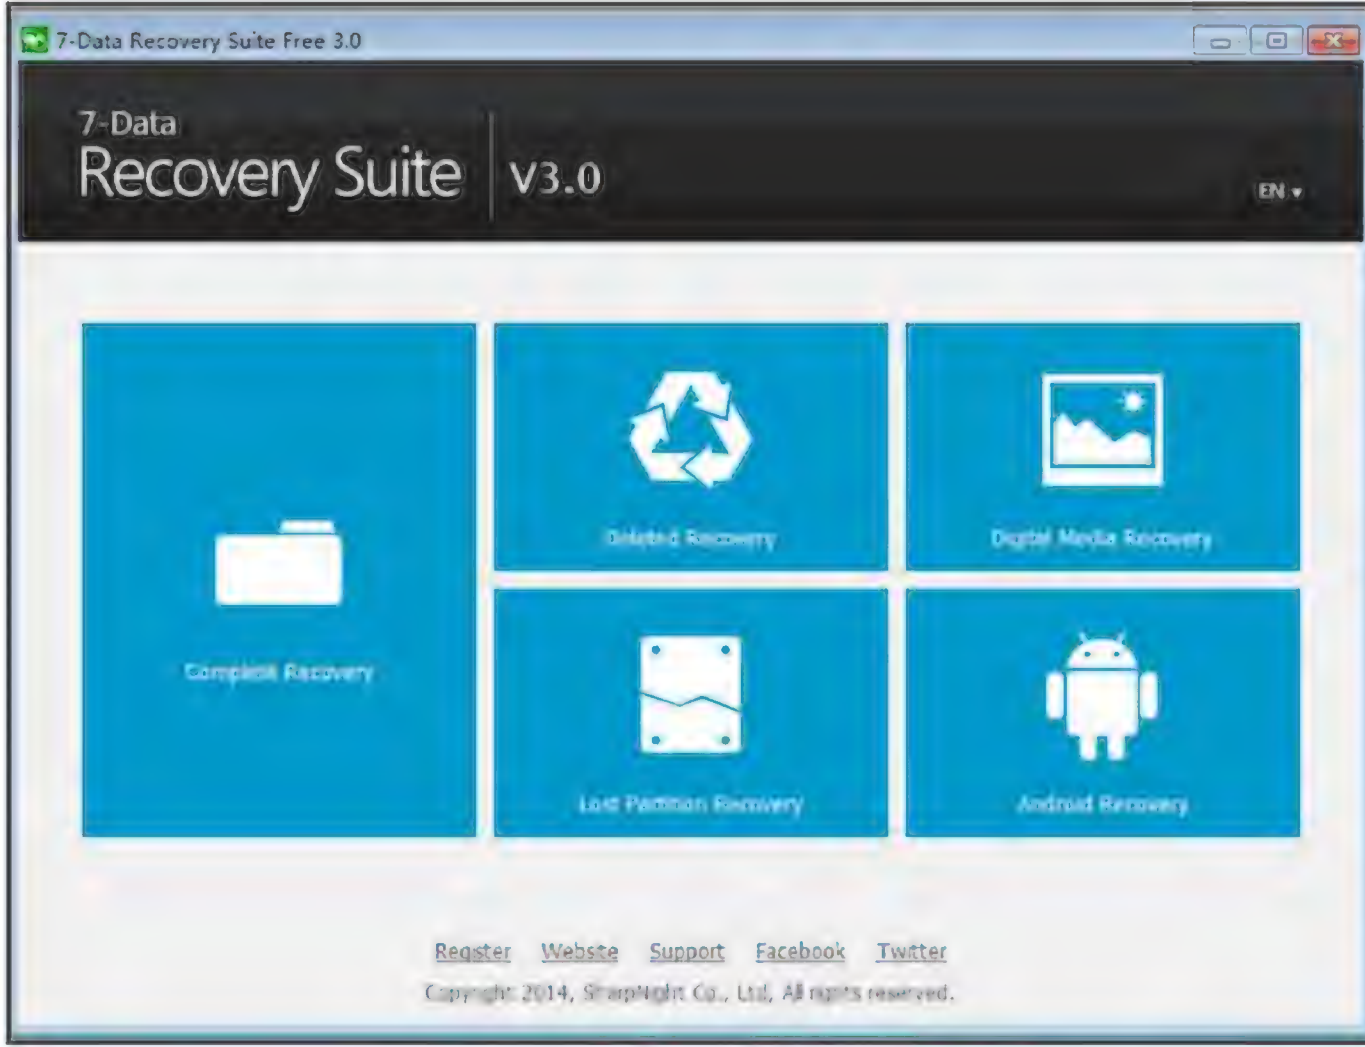 7-Data Recovery Suite Free 3.0
7-Data
Recovery Suite
V3.0
EN
Complete Recovery
Deleted Recovery
Digital Media Recovery
Lost Partition Recovery
Android Recovery
Register Website Support Facebook Twitter
Copyright 2014, SharpNight Co., Ltd, All rights reserved.